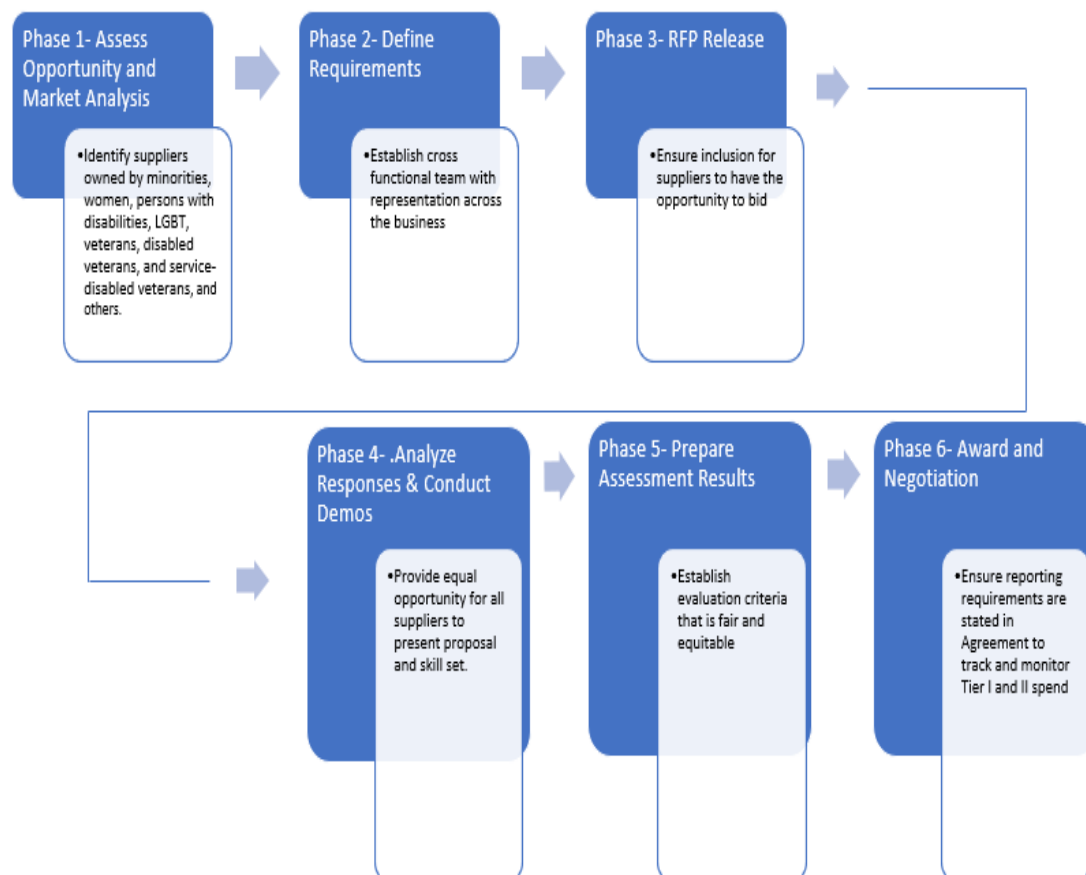 Phase 1- Assess
Opportunity and
Market Analysis
•Identify suppliers
owned by minorities,
women, persons with
disabilities, LGBT,
veterans, disabled
veterans, and service-
disabled veterans, and
others.
Phase 2- Define
Requirements
•Establish cross
functional team with
representation across
the business
Phase 3- RFP Release
•Ensure inclusion for
suppliers to have the
opportunity to bid
Phase 4- .Analyze
Responses & Conduct
Demos
•Provide equal
opportunity for all
suppliers to
present proposal
and skill set.
Phase 5- Prepare
Assessment Results
•Establish
evaluation criteria
that is fair and
equitable
Phase 6- Award and
Negotiation
•Ensure reporting
requirements are
stated in
Agreement to
track and monitor
Tier I and II spend